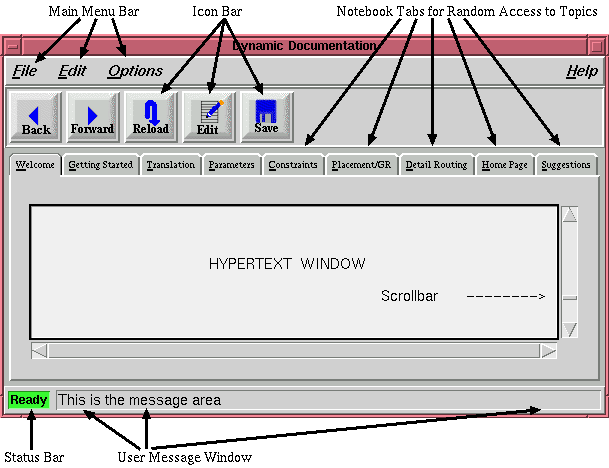 Main Menu Bar Icon Bar Notebook Tabs for Random Access to Topics
Dynamic Documentation
File Edit Options Help
Back Forward Reload Edit Save
Welcome Getting Started Translation Parameters Constraints Placement/GR Detail Routing Home Page Suggestions
HYPERTEXT WINDOW
Scrollbar -------->
Ready This is the message area
Status Bar User Message Window